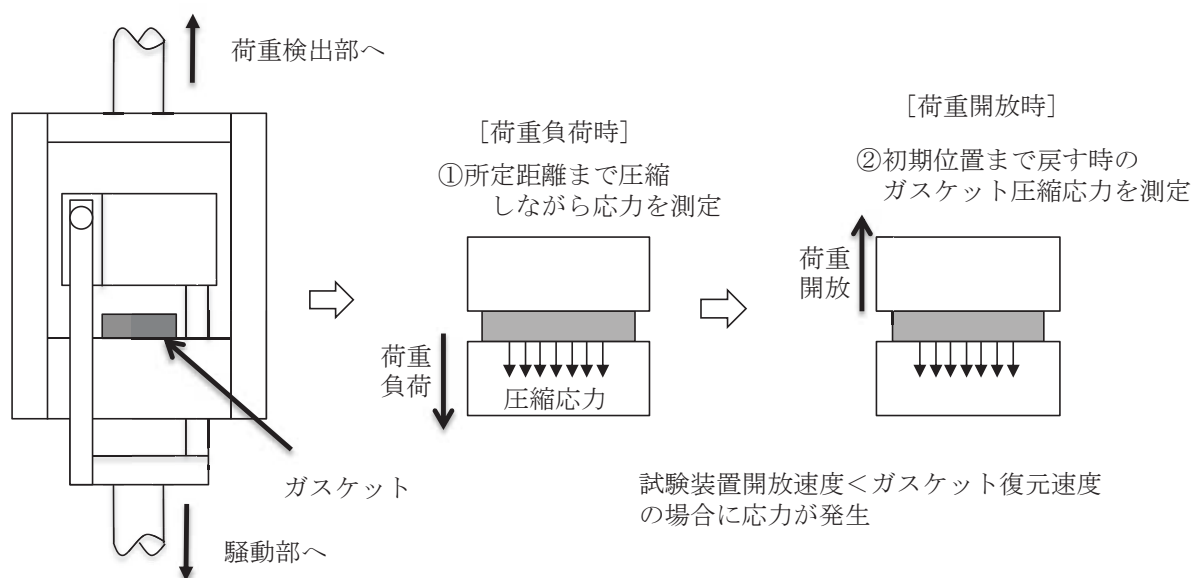 荷重検出部へ
ガスケット
騒動部へ
［荷重負荷時］
①所定距離まで圧縮
しながら応力を測定
荷重
負荷
圧縮応力
［荷重開放時］
②初期位置まで戻す時の
ガスケット圧縮応力を測定
荷重
開放
試験装置開放速度＜ガスケット復元速度
の場合に応力が発生